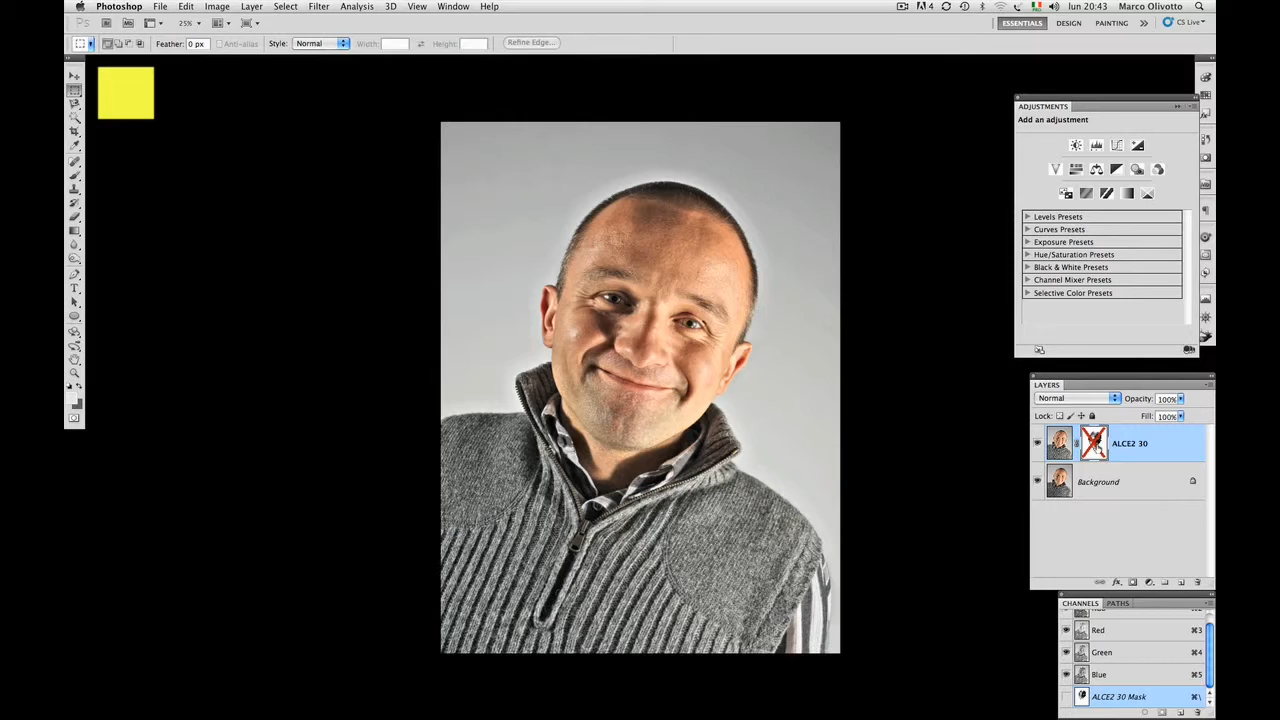 Photoshop File Edit Image Layer Select Filter Analysis 3D View Window Help 4 lun 20:43 Marco Olivotto
Ps 25% ESSENTIALS DESIGN PAINTING CS Live
Feather: 0 px Anti-alias Style: Normal Width: Height: Refine Edge...
ADJUSTMENTS
Add an adjustment
Levels Presets
Curves Presets
Exposure Presets
Hue/Saturation Presets
Black & White Presets
Channel Mixer Presets
Selective Color Presets
LAYERS
Normal Opacity: 100%
Lock: Fill: 100%
ALCE2 30
Background
CHANNELS PATHS
Red ⌘3
Green ⌘4
Blue ⌘5
ALCE2 30 Mask ⌘\